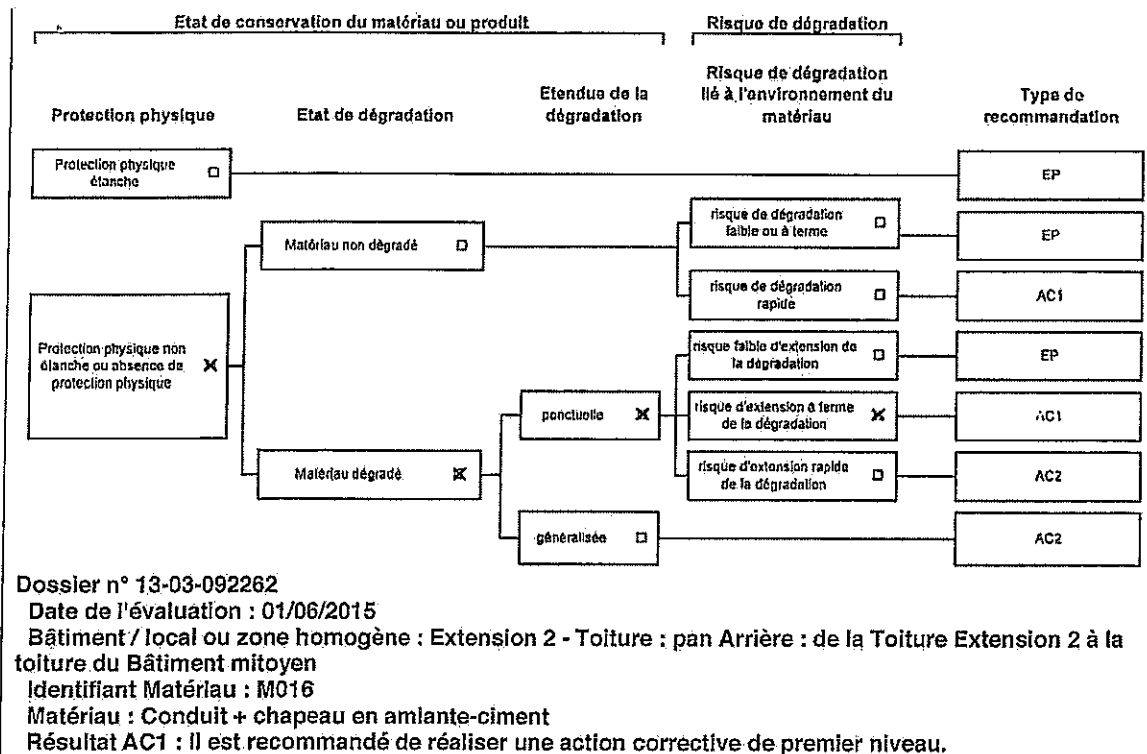 Etat de conservation du matériau ou produit
Risque de dégradation
Protection physique
Etat de dégradation
Etendue de la
dégradation
Risque de dégradation
lié à l'environnement du
matériau
Type de
recommandation
Protection physique
étanche
EP
Matériau non dégradé
risque de dégradation
faible ou à terme
EP
risque de dégradation
rapide
AC1
Protection physique non
étanche ou absence de
protection physique
risque faible d'extension de
la dégradation
EP
ponctuelle
risque d'extension à terme
de la dégradation
AC1
Matériau dégradé
risque d'extension rapide
de la dégradation
AC2
généralisée
AC2
Dossier n° 13-03-092262
Date de l'évaluation : 01/06/2015
Bâtiment / local ou zone homogène : Extension 2 - Toiture : pan Arrière : de la Toiture Extension 2 à la
toiture du Bâtiment mitoyen
Identifiant Matériau : M016
Matériau : Conduit + chapeau en amiante-ciment
Résultat AC1 : Il est recommandé de réaliser une action corrective de premier niveau.